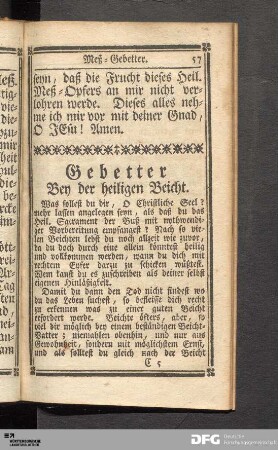 Meß-Gebetter. 57
seyn, daß die Frucht dieses Heil.
Meß-Opfers an mir nicht ver-
lohren werde. Dieses alles neh-
me ich mir vor mit deiner Gnad,
O JEsu! Amen.
Gebetter
Bey der heiligen Beicht.
Was sollest du dir, O Christliche Seel?
mehr lassen angelegen seyn, als daß du das
Heil. Sacrament der Buß mit nothwendi-
ger Vorbereitung empfangest? Nach so vie-
len Beichten lebst du noch allzeit wie zuvor,
da du doch durch eine allein könntest heilig
und vollkommen werden, wann du dich mit
rechtem Eyfer darzu zu schicken wüßtest.
Wem kanst du es zuschreiben als deiner selbst
eigenen Hinläßigkeit.
Damit du dann den Tod nicht findest wo
du das Leben suchest, so befleisse dich recht
zu erkennen was zu einer guten Beicht
erfordert werde. Beichte öfters, aber, so
viel dir möglich bey einem beständigen Beicht-
Vatter; niemahlen obenhin, und nur aus
Gewohnheit, sondern mit möglichstem Ernst,
und als solltest du gleich nach der Beicht
C 5
DFG